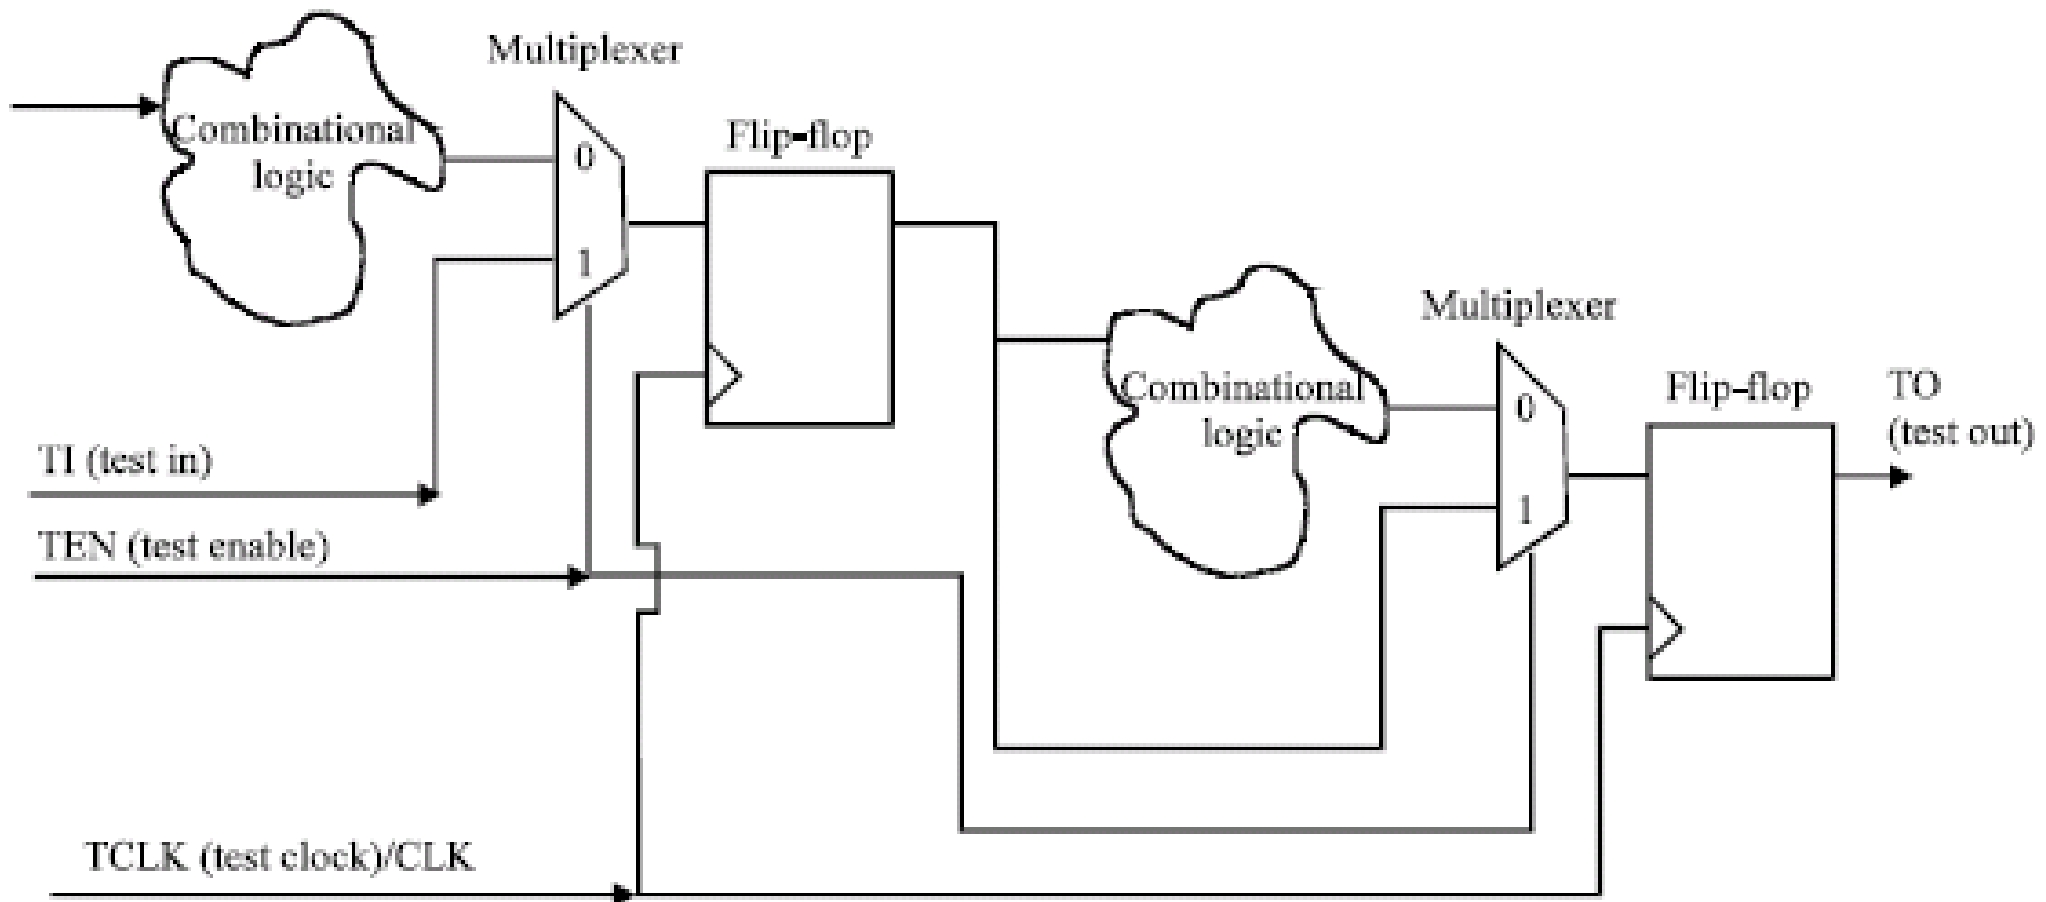 Multiplexer
Combinational
logic
0
1
Flip-flop
TI (test in)
TEN (test enable)
TCLK (test clock)/CLK
Combinational
logic
Multiplexer
0
1
Flip-flop
TO
(test out)